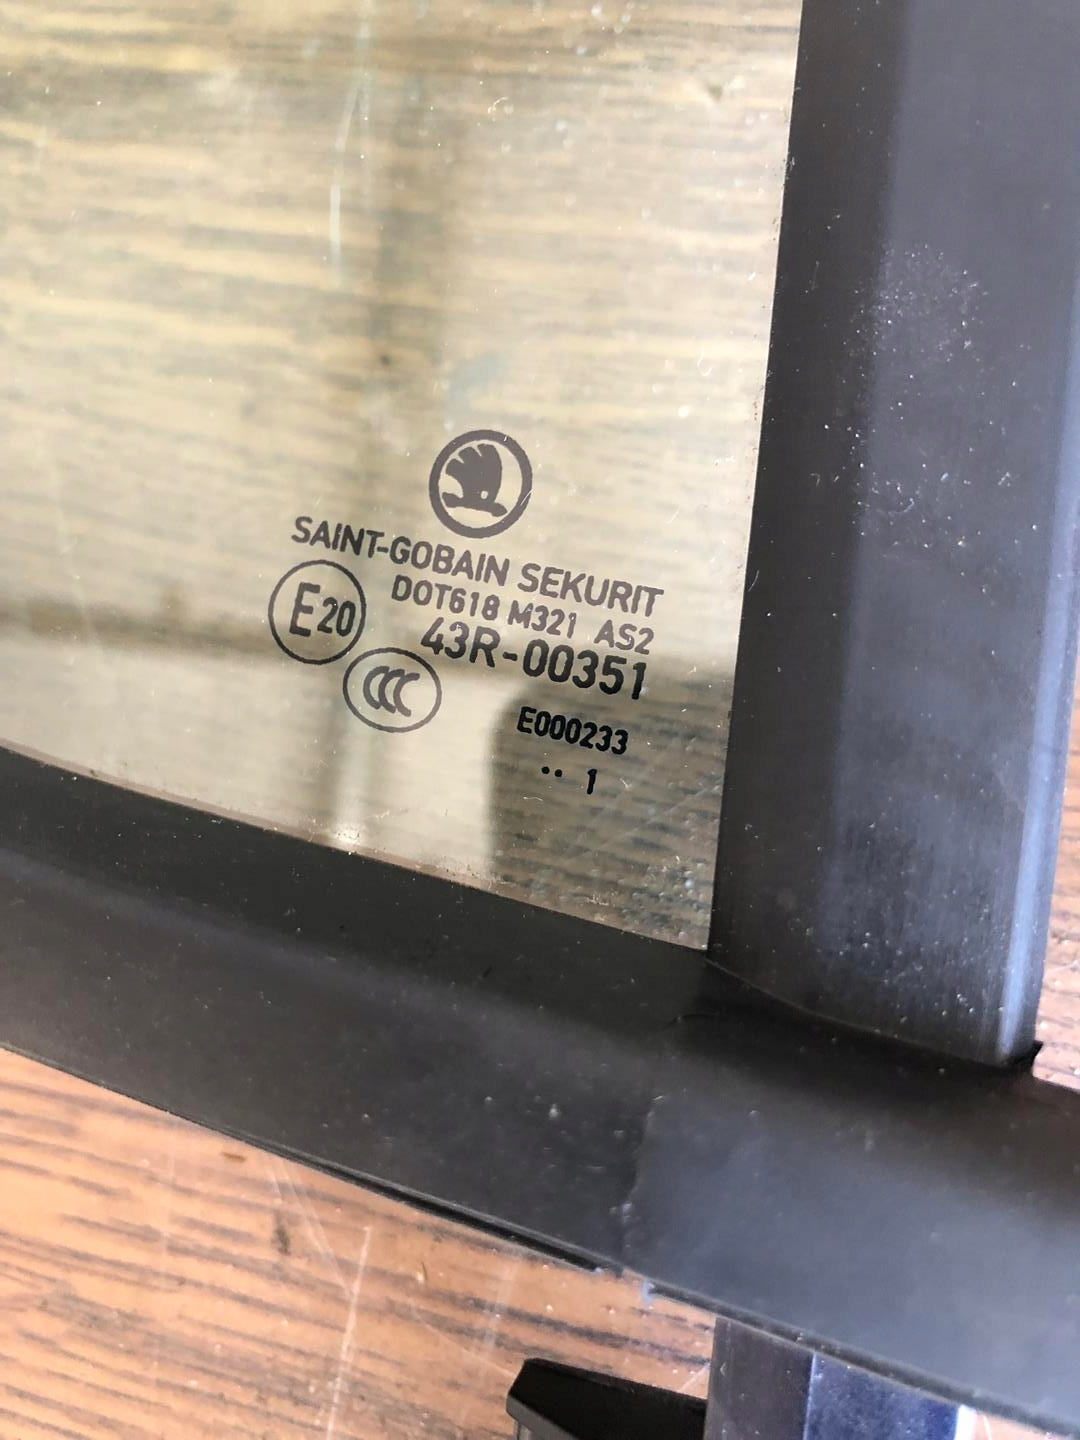 SAINT-GOBAIN SEKURIT
DOT618 M321 AS2
E20
43R-00351
CCC
E000233
·· 1